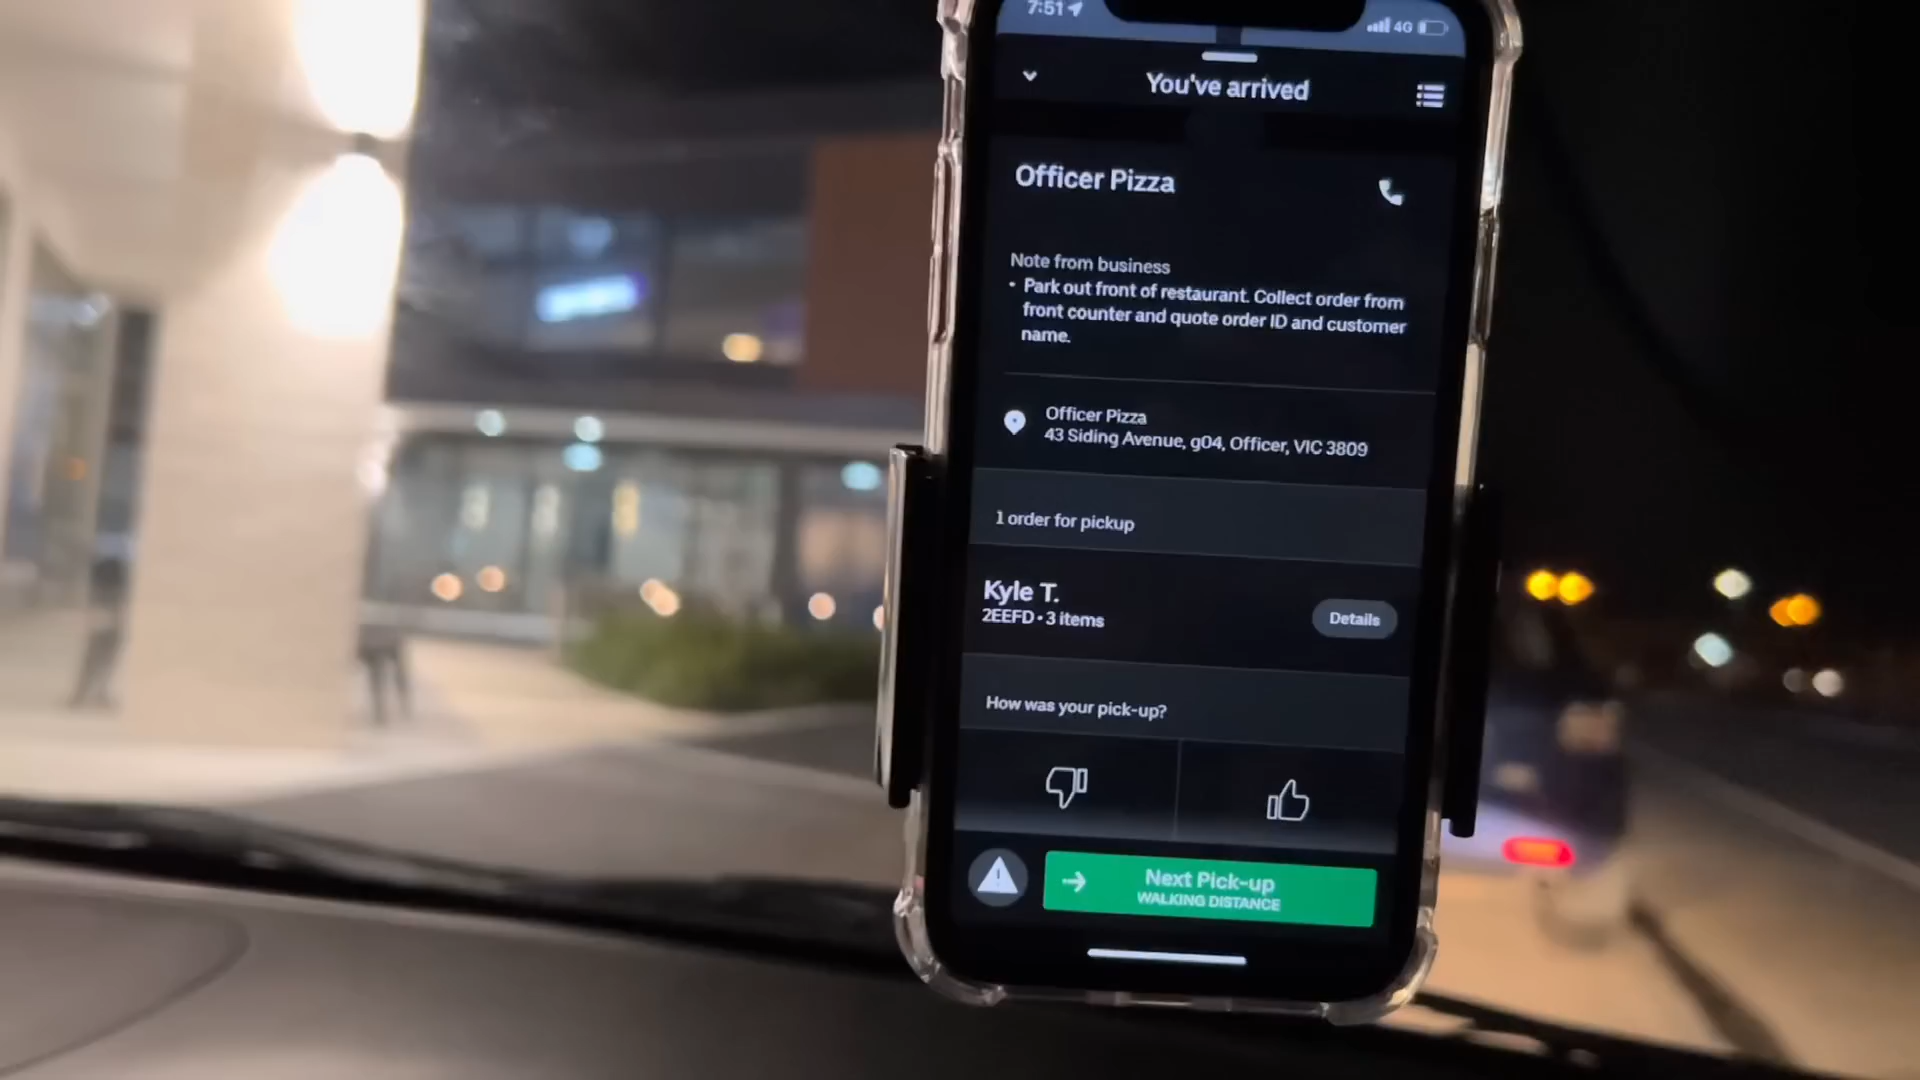 7:51
4G
You've arrived
Officer Pizza
Note from business
• Park out front of restaurant. Collect order from
front counter and quote order ID and customer
name.
Officer Pizza
43 Siding Avenue, g04, Officer, VIC 3809
1 order for pickup
Kyle T.
2EEFD • 3 items
Details
How was your pick-up?
Next Pick-up
WALKING DISTANCE